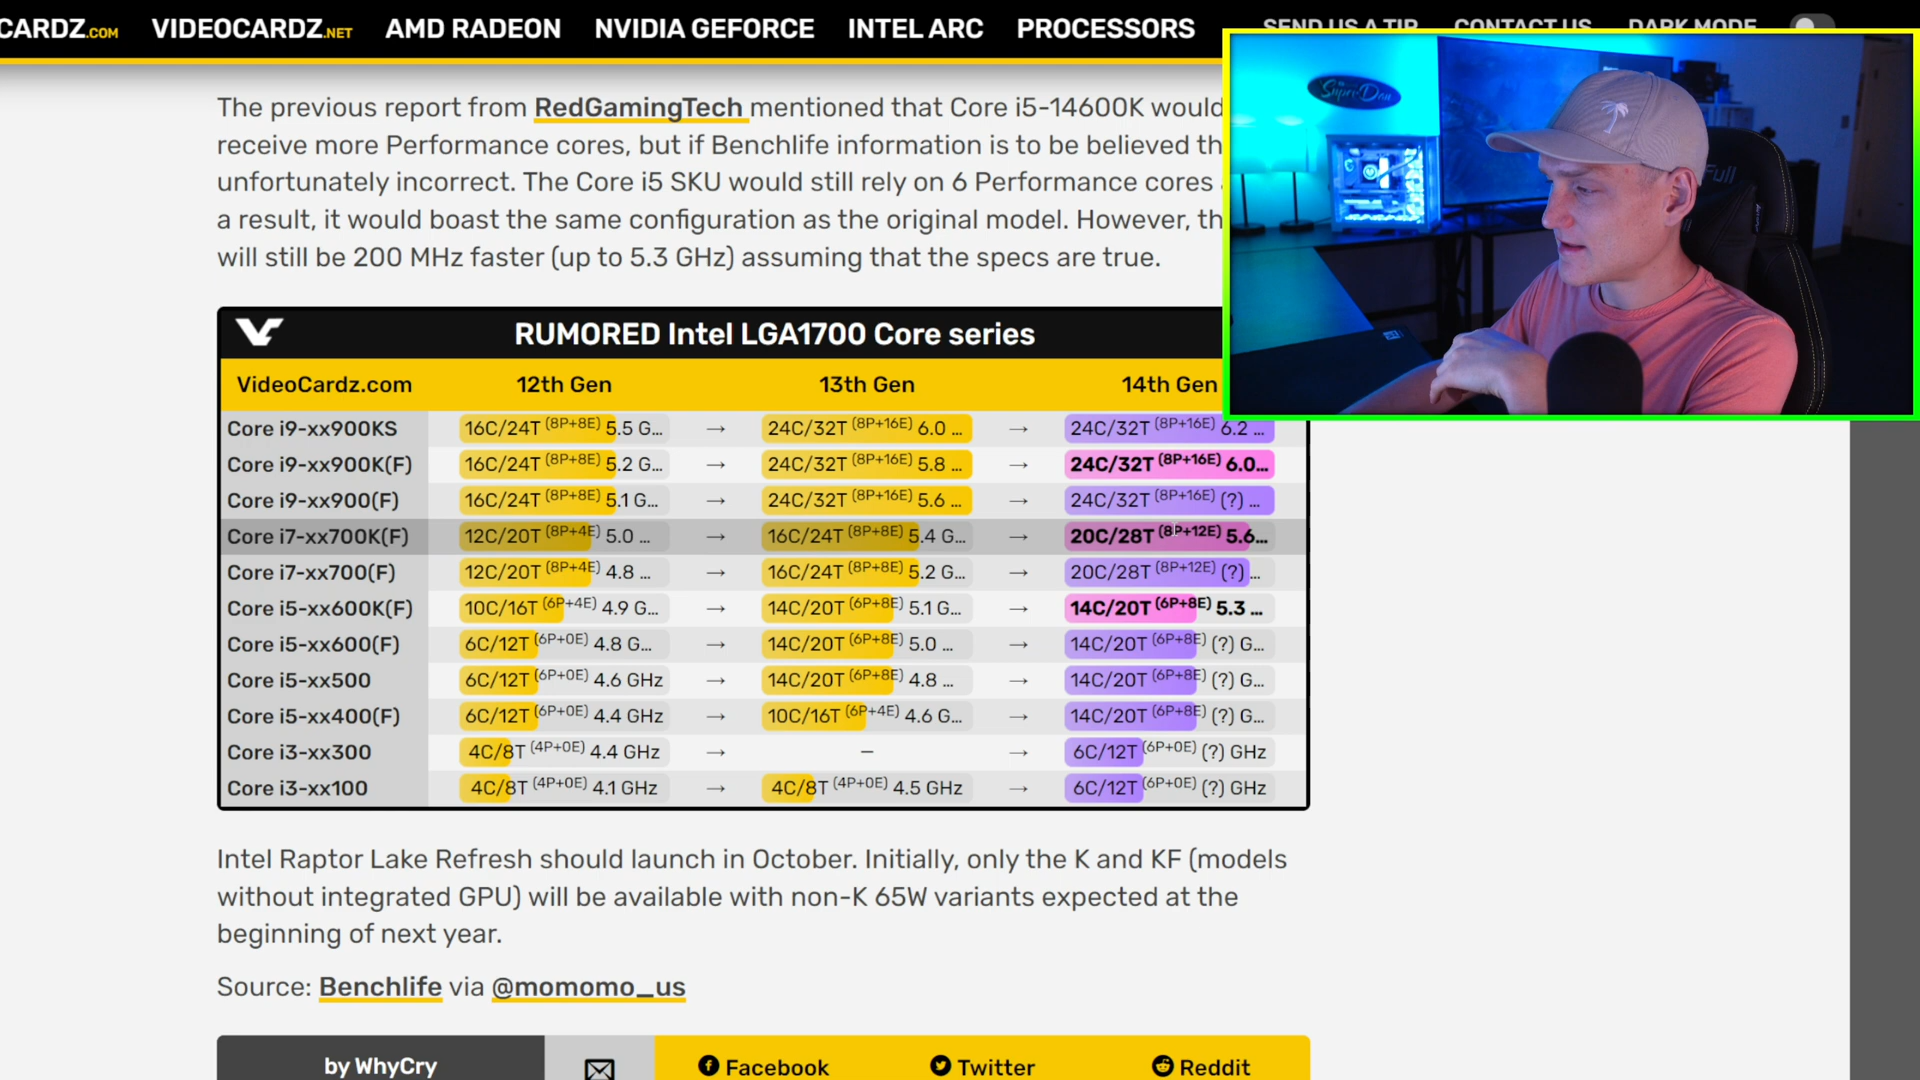 CARDZ.COM VIDEOCARDZ.NET AMD RADEON NVIDIA GEFORCE INTEL ARC PROCESSORS SEND US A TIP CONTACT US DARK MODE
The previous report from RedGamingTech mentioned that Core i5-14600K would
receive more Performance cores, but if Benchlife information is to be believed th
unfortunately incorrect. The Core i5 SKU would still rely on 6 Performance cores
a result, it would boast the same configuration as the original model. However, th
will still be 200 MHz faster (up to 5.3 GHz) assuming that the specs are true.
SuperDan
Full
RUMORED Intel LGA1700 Core series
VideoCardz.com 12th Gen 13th Gen 14th Gen
Core i9-xx900KS 16C/24T (8P+8E) 5.5 G... → 24C/32T (8P+16E) 6.0 ... → 24C/32T (8P+16E) 6.2 ...
Core i9-xx900K(F) 16C/24T (8P+8E) 5.2 G... → 24C/32T (8P+16E) 5.8 ... → 24C/32T (8P+16E) 6.0...
Core i9-xx900(F) 16C/24T (8P+8E) 5.1 G... → 24C/32T (8P+16E) 5.6 ... → 24C/32T (8P+16E) (?) ...
Core i7-xx700K(F) 12C/20T (8P+4E) 5.0 ... → 16C/24T (8P+8E) 5.4 G... → 20C/28T (8P+12E) 5.6...
Core i7-xx700(F) 12C/20T (8P+4E) 4.8 ... → 16C/24T (8P+8E) 5.2 G... → 20C/28T (8P+12E) (?) ...
Core i5-xx600K(F) 10C/16T (6P+4E) 4.9 G... → 14C/20T (6P+8E) 5.1 G... → 14C/20T (6P+8E) 5.3 ...
Core i5-xx600(F) 6C/12T (6P+0E) 4.8 G... → 14C/20T (6P+8E) 5.0 ... → 14C/20T (6P+8E) (?) G...
Core i5-xx500 6C/12T (6P+0E) 4.6 GHz → 14C/20T (6P+8E) 4.8 ... → 14C/20T (6P+8E) (?) G...
Core i5-xx400(F) 6C/12T (6P+0E) 4.4 GHz → 10C/16T (6P+4E) 4.6 G... → 14C/20T (6P+8E) (?) G...
Core i3-xx300 4C/8T (4P+0E) 4.4 GHz → – → 6C/12T (6P+0E) (?) GHz
Core i3-xx100 4C/8T (4P+0E) 4.1 GHz → 4C/8T (4P+0E) 4.5 GHz → 6C/12T (6P+0E) (?) GHz
Intel Raptor Lake Refresh should launch in October. Initially, only the K and KF (models
without integrated GPU) will be available with non-K 65W variants expected at the
beginning of next year.
Source: Benchlife via @momomo_us
by WhyCry Facebook Twitter Reddit